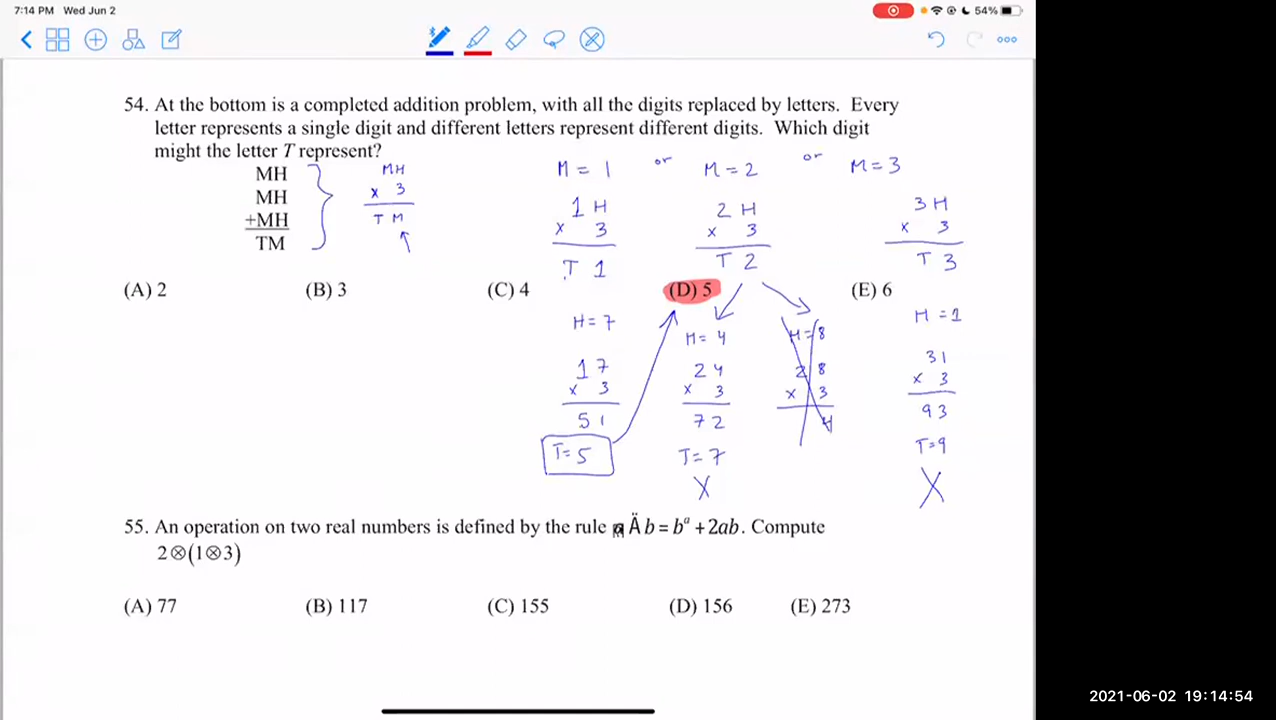 7:14 PM Wed Jun 2
54%
54. At the bottom is a completed addition problem, with all the digits replaced by letters. Every
letter represents a single digit and different letters represent different digits. Which digit
might the letter T represent?
MH
MH
+MH
TM
MH
x 3
T M
M = 1 or M = 2 or M = 3
1 H
x 3
T 1
2 H
x 3
T 2
3 H
x 3
T 3
(A) 2 (B) 3 (C) 4 (D) 5 (E) 6
H = 7
1 7
x 3
5 1
T = 5
H = 4
2 4
x 3
7 2
T = 7
X
H = 8
2 8
x 3
4
H = 1
3 1
x 3
9 3
T = 9
X
55. An operation on two real numbers is defined by the rule a Ä b = bᵃ + 2ab. Compute
2⊗(1⊗3)
(A) 77 (B) 117 (C) 155 (D) 156 (E) 273
2021-06-02 19:14:54